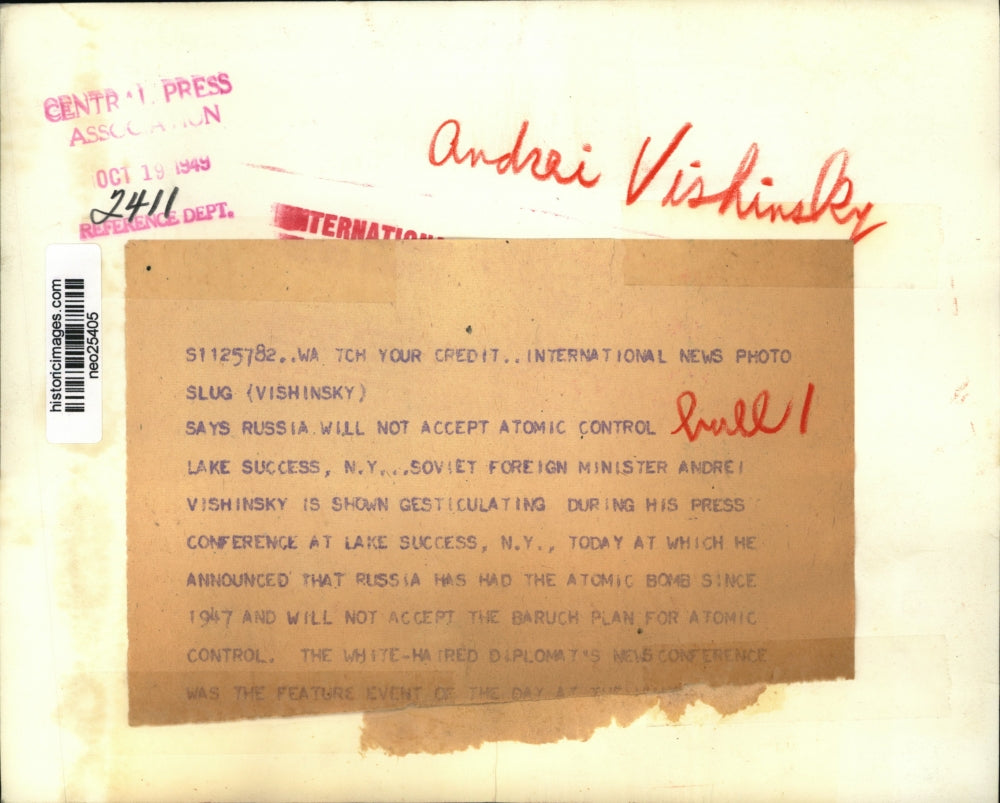 CENTRAL PRESS
ASSOCIATION
OCT 19 1949
2411
REFERENCE DEPT.
Andrei Vishinsky
INTERNATIONAL
historicimages.com
neo25405
S1125782..WA TCH YOUR CREDIT..INTERNATIONAL NEWS PHOTO
SLUG (VISHINSKY)
SAYS RUSSIA WILL NOT ACCEPT ATOMIC CONTROL
LAKE SUCCESS, N.Y...SOVIET FOREIGN MINISTER ANDREI
VISHINSKY IS SHOWN GESTICULATING DURING HIS PRESS
CONFERENCE AT LAKE SUCCESS, N.Y., TODAY AT WHICH HE
ANNOUNCED THAT RUSSIA HAS HAD THE ATOMIC BOMB SINCE
1947 AND WILL NOT ACCEPT THE BARUCH PLAN FOR ATOMIC
CONTROL. THE WHITE-HAIRED DIPLOMAT'S NEWS CONFERENCE
WAS THE FEATURE EVENT OF THE DAY AT THE